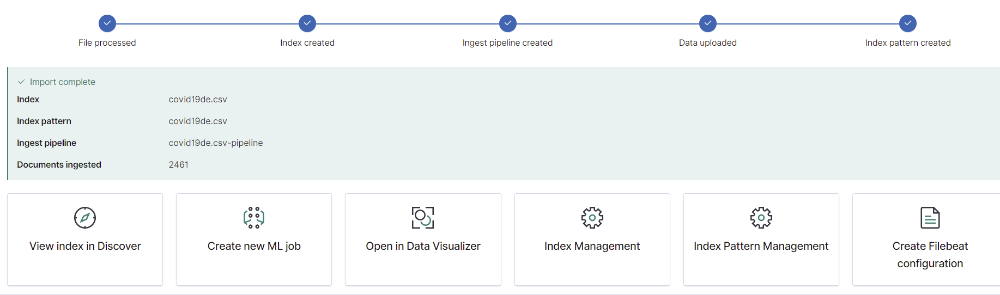 File processed
Index created
Ingest pipeline created
Data uploaded
Index pattern created
Import complete
Index covid19de.csv
Index pattern covid19de.csv
Ingest pipeline covid19de.csv-pipeline
Documents ingested 2461
View index in Discover
Create new ML job
Open in Data Visualizer
Index Management
Index Pattern Management
Create Filebeat
configuration